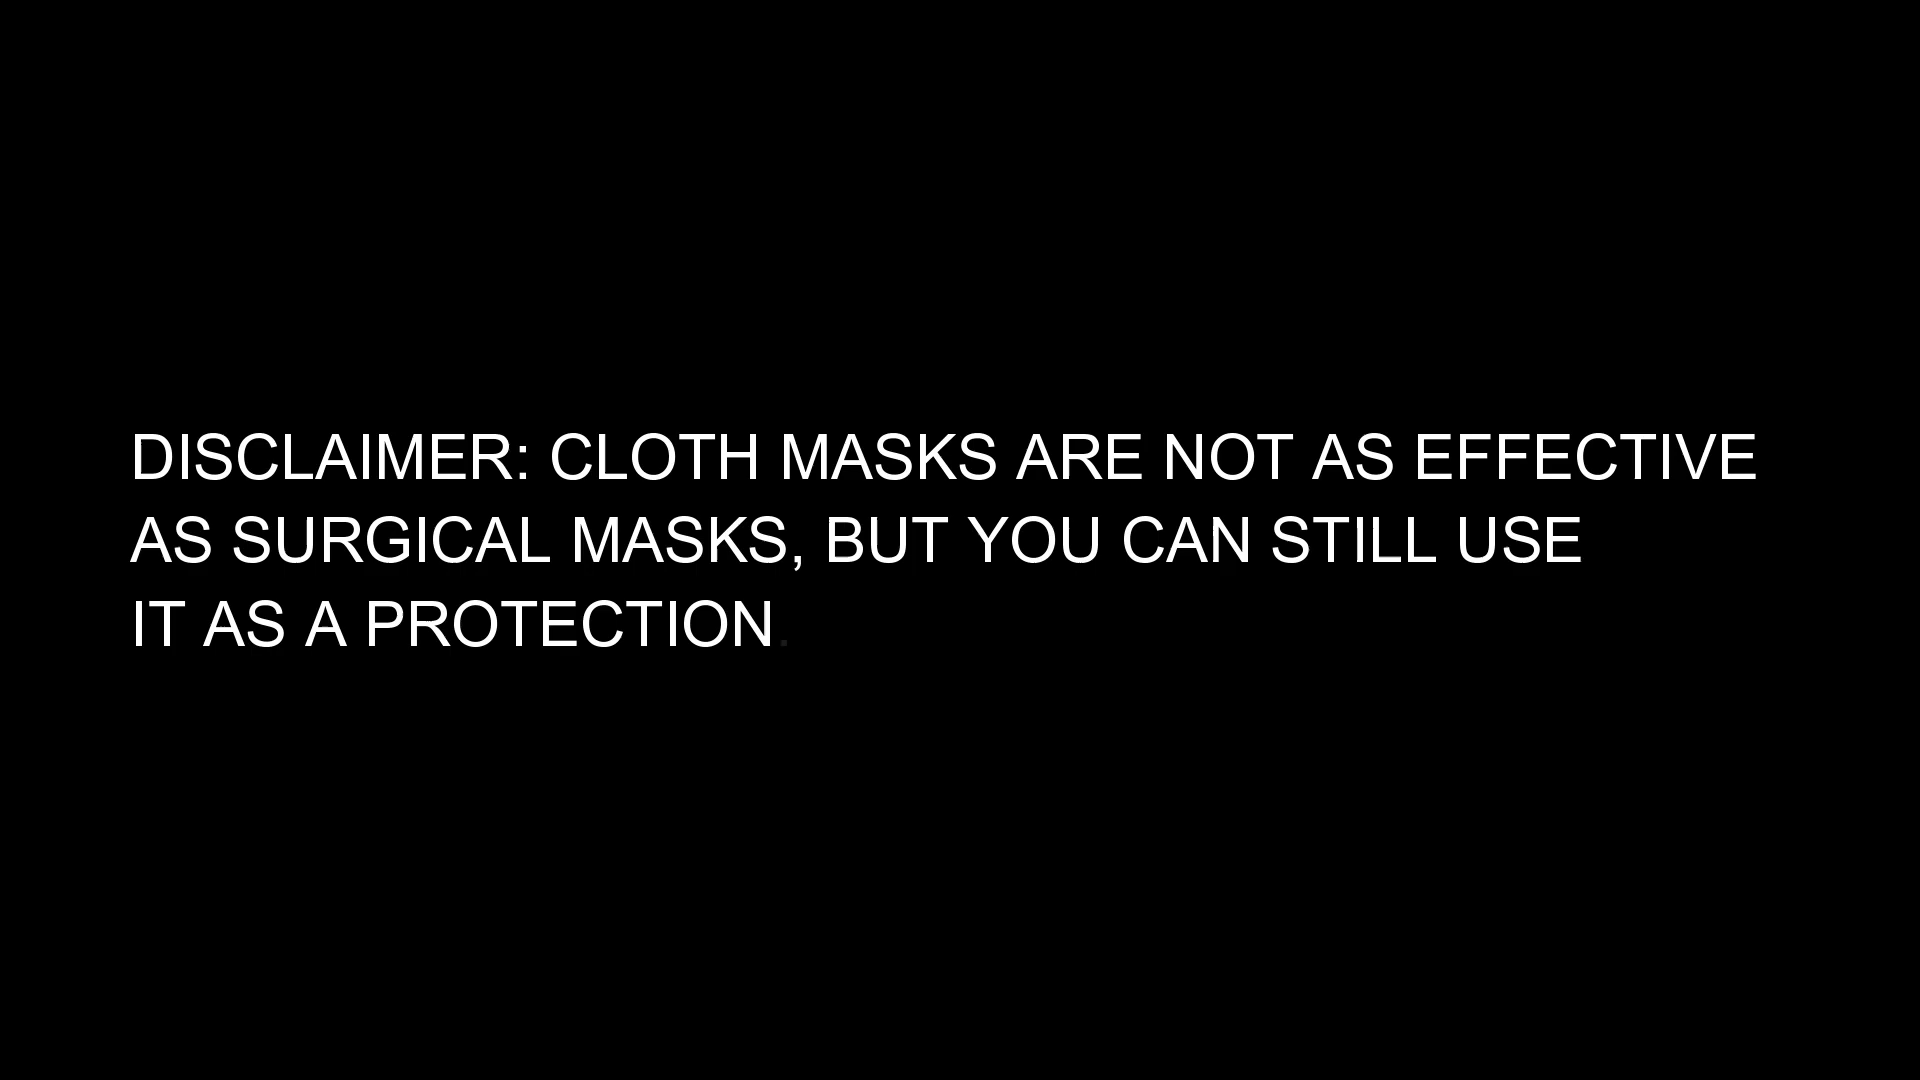 DISCLAIMER: CLOTH MASKS ARE NOT AS EFFECTIVE
AS SURGICAL MASKS, BUT YOU CAN STILL USE
IT AS A PROTECTION.